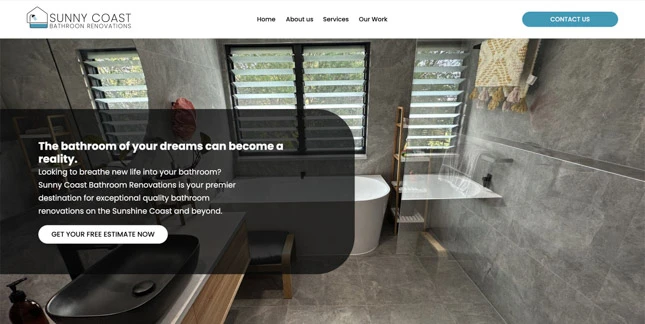 SUNNY COAST
BATHROOM RENOVATIONS
Home About us Services Our Work
CONTACT US
The bathroom of your dreams can become a
reality.
Looking to breathe new life into your bathroom?
Sunny Coast Bathroom Renovations is your premier
destination for exceptional quality bathroom
renovations on the Sunshine Coast and beyond.
GET YOUR FREE ESTIMATE NOW